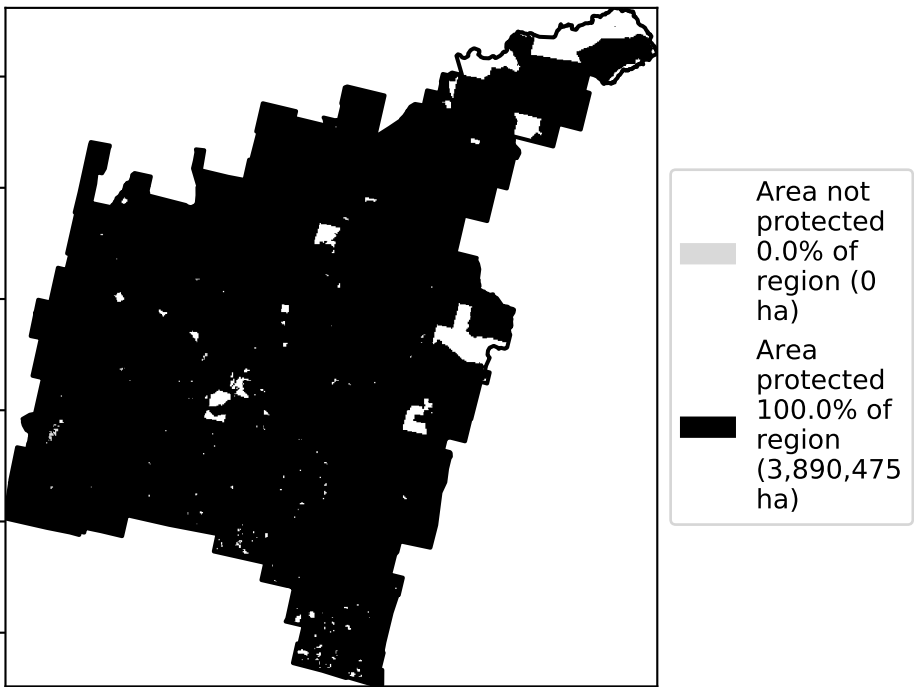 Area not
protected
0.0% of
region (0
ha)
Area
protected
100.0% of
region
(3,890,475
ha)